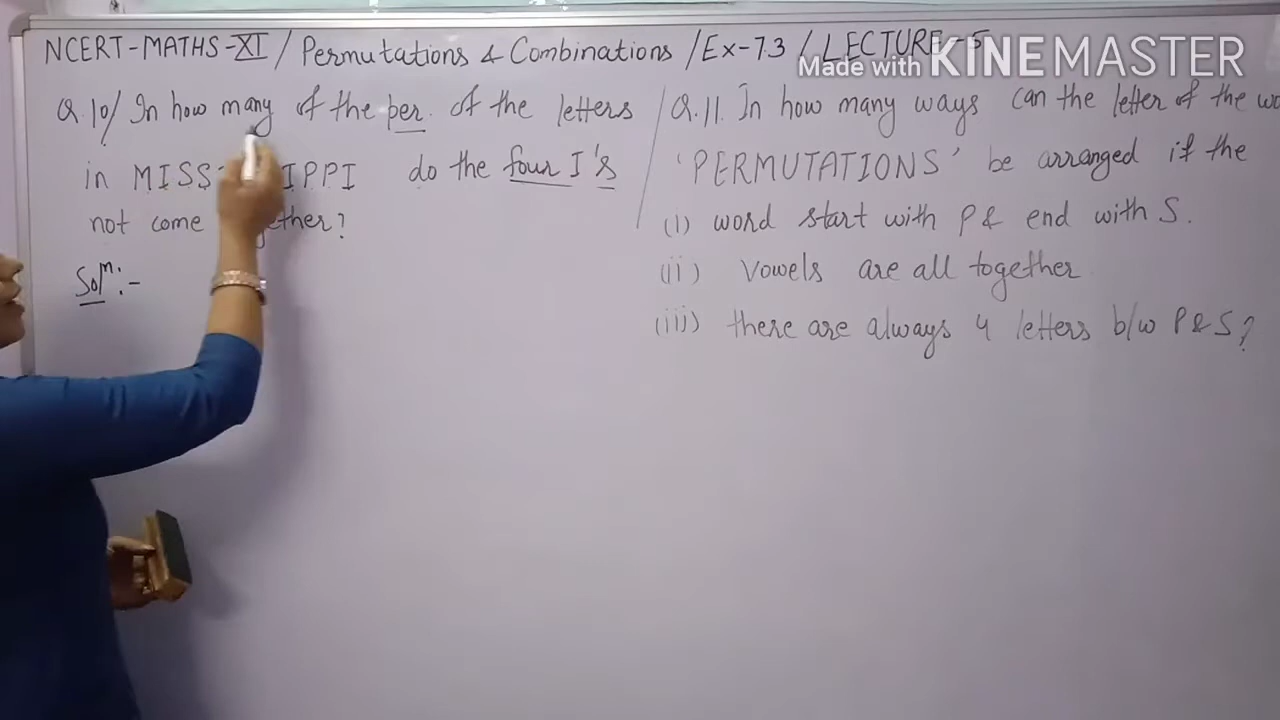 NCERT-MATHS-XI / Permutations & Combinations / Ex-7.3 / LECTURE-5
Made with KINEMASTER
Q.10/ In how many of the per. of the letters
in MISS IPPI do the four I's
not come together?
Soln:-
Q.11. In how many ways can the letter of the
'PERMUTATIONS' be arranged if the
(i) word start with P & end with S.
(ii) Vowels are all together
(iii) there are always 4 letters b/w P & S?